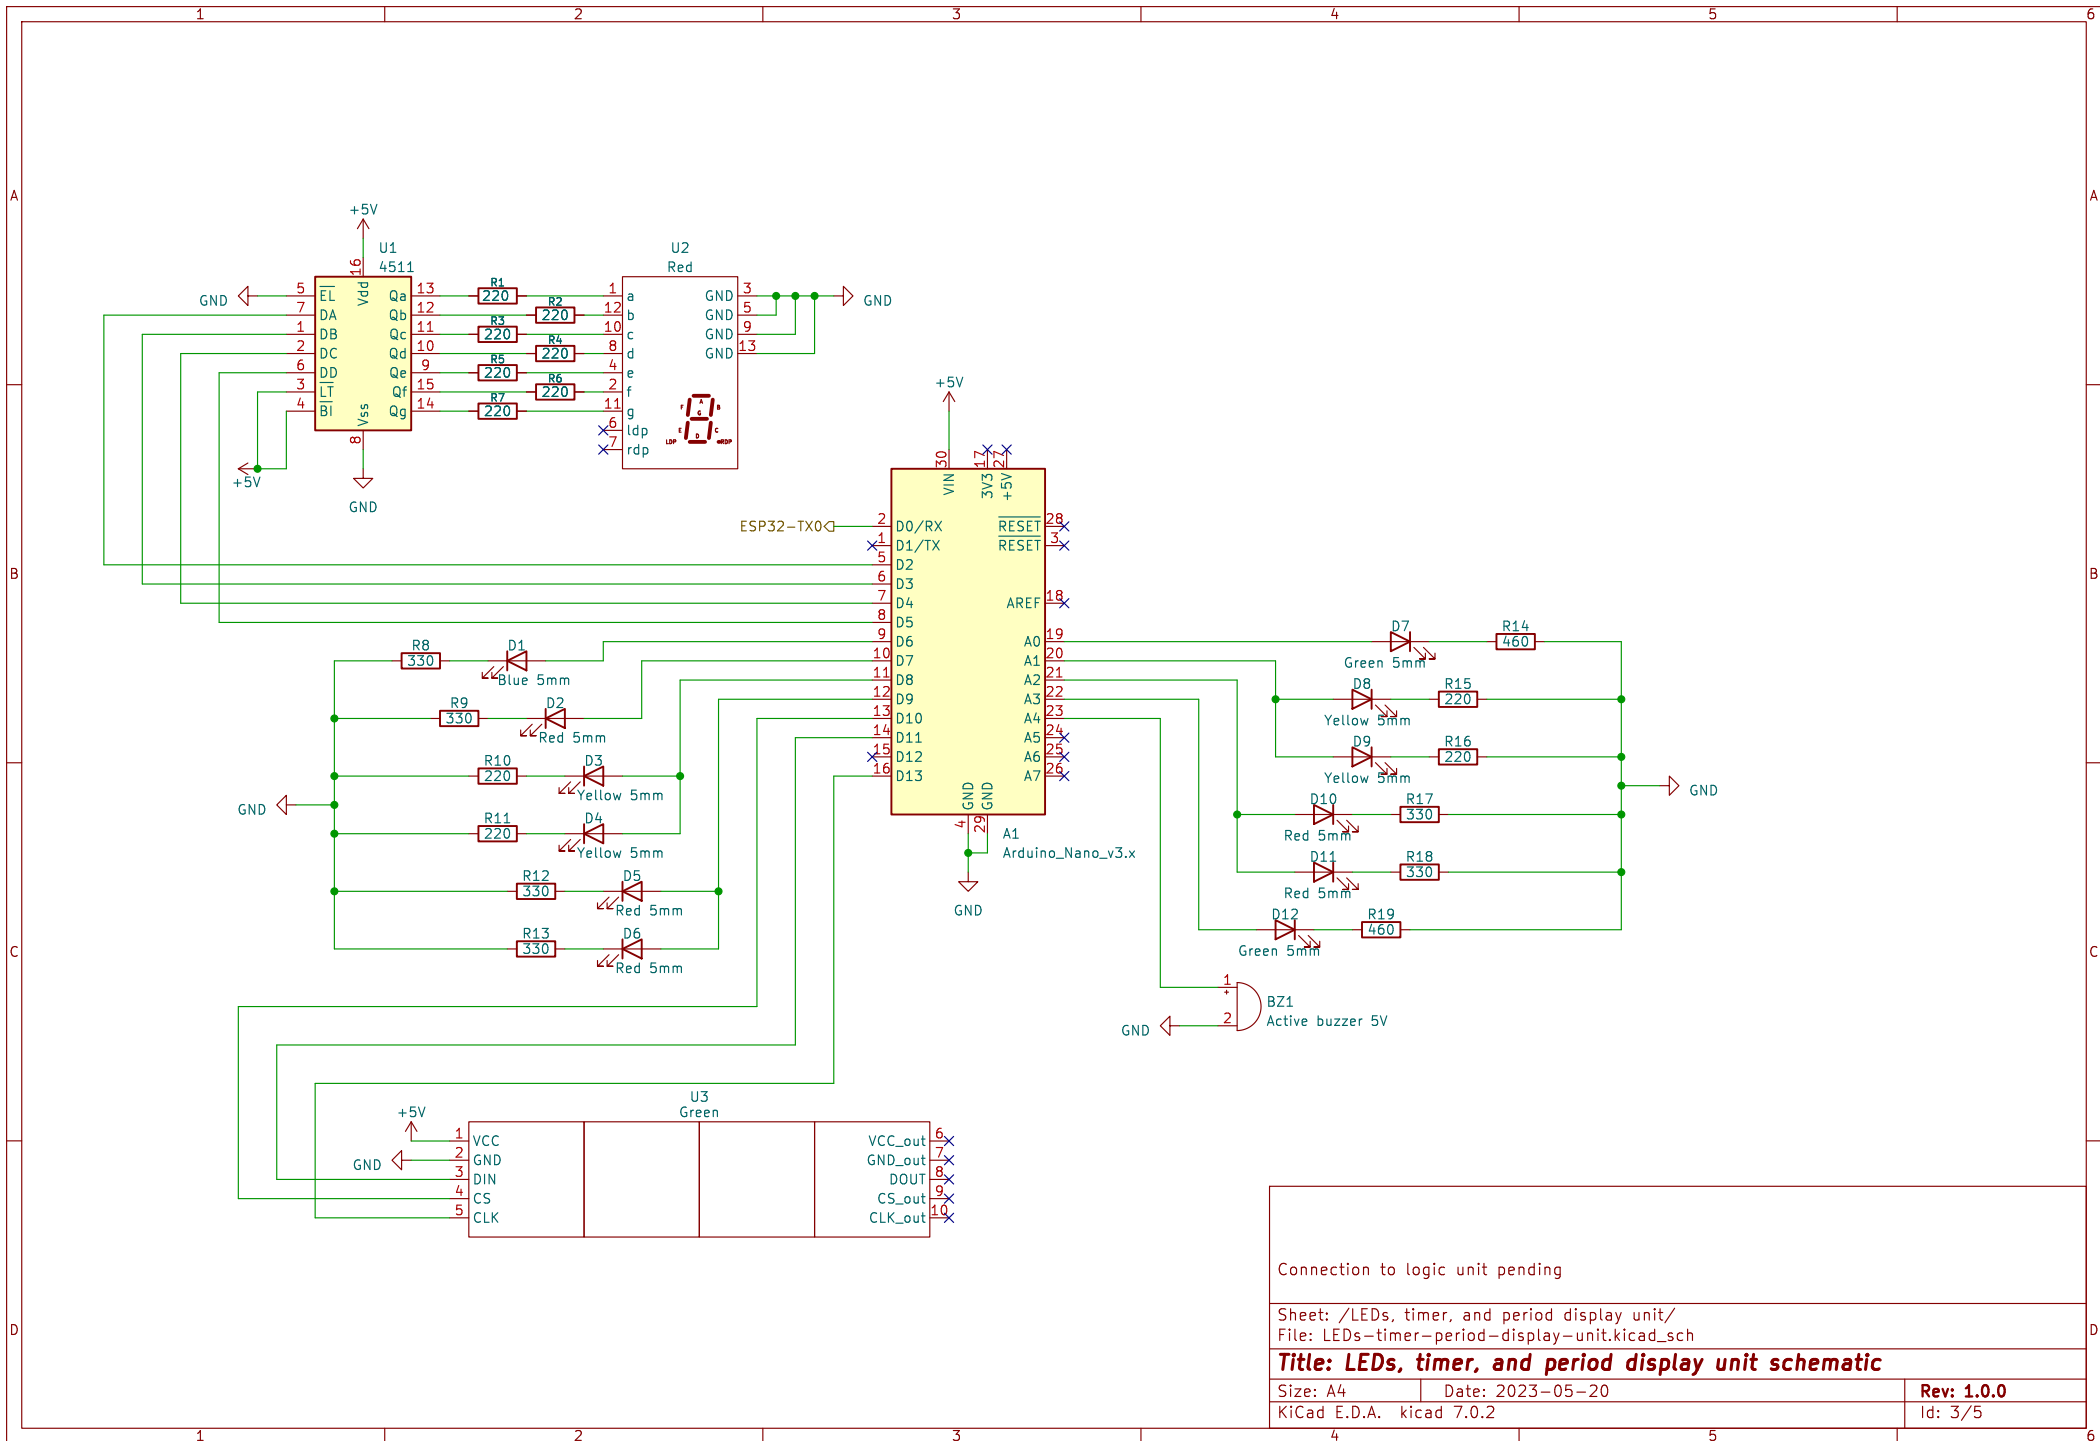 1 2 3 4 5 6
A A
B B
C C
D D
+5V
U1
4511
16
Vdd
GND
5 EL Qa 13
7 DA Qb 12
1 DB Qc 11
2 DC Qd 10
6 DD Qe 9
3 LT Qf 15
4 BI Qg 14
Vss
8
+5V
GND
R1
220
R2
220
R3
220
R4
220
R5
220
R6
220
R7
220
U2
Red
1 a GND 3
12 b GND 5
10 c GND 9
8 d GND 13
4 e
2 f
11 g
6 ldp
7 rdp
A
F B
G
E C
D
LDP RDP
GND
+5V
30 17 27
VIN 3V3 +5V
ESP32-TX0
2 D0/RX RESET 28
1 D1/TX RESET 3
5 D2
6 D3
7 D4 AREF 18
8 D5
9 D6 A0 19
10 D7 A1 20
11 D8 A2 21
12 D9 A3 22
13 D10 A4 23
14 D11 A5 24
15 D12 A6 25
16 D13 A7 26
GND GND
4 29
A1
Arduino_Nano_v3.x
GND
R8 D1
330
Blue 5mm
R9 D2
330
Red 5mm
R10 D3
220
Yellow 5mm
GND
R11 D4
220
Yellow 5mm
R12 D5
330
Red 5mm
R13 D6
330
Red 5mm
D7 R14
460
Green 5mm
D8 R15
220
Yellow 5mm
D9 R16
220
Yellow 5mm
GND
D10 R17
330
Red 5mm
D11 R18
330
Red 5mm
D12 R19
460
Green 5mm
1
+
BZ1
2
Active buzzer 5V
GND
U3
Green
+5V
GND
1 VCC VCC_out 6
2 GND GND_out 7
3 DIN DOUT 8
4 CS CS_out 9
5 CLK CLK_out 10
Connection to logic unit pending
Sheet: /LEDs, timer, and period display unit/
File: LEDs-timer-period-display-unit.kicad_sch
Title: LEDs, timer, and period display unit schematic
Size: A4 Date: 2023-05-20 Rev: 1.0.0
KiCad E.D.A. kicad 7.0.2 Id: 3/5
1 2 3 4 5 6